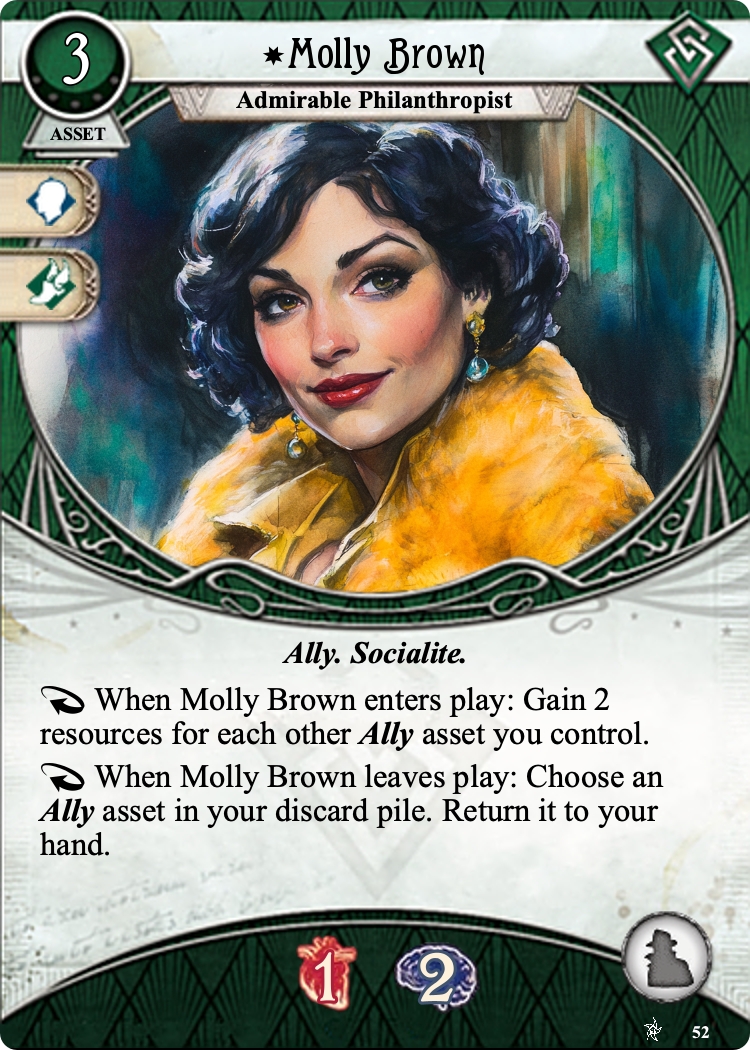 3
Molly Brown
Admirable Philanthropist
ASSET
Ally. Socialite.
When Molly Brown enters play: Gain 2
resources for each other Ally asset you control.
When Molly Brown leaves play: Choose an
Ally asset in your discard pile. Return it to your
hand.
1
2
52